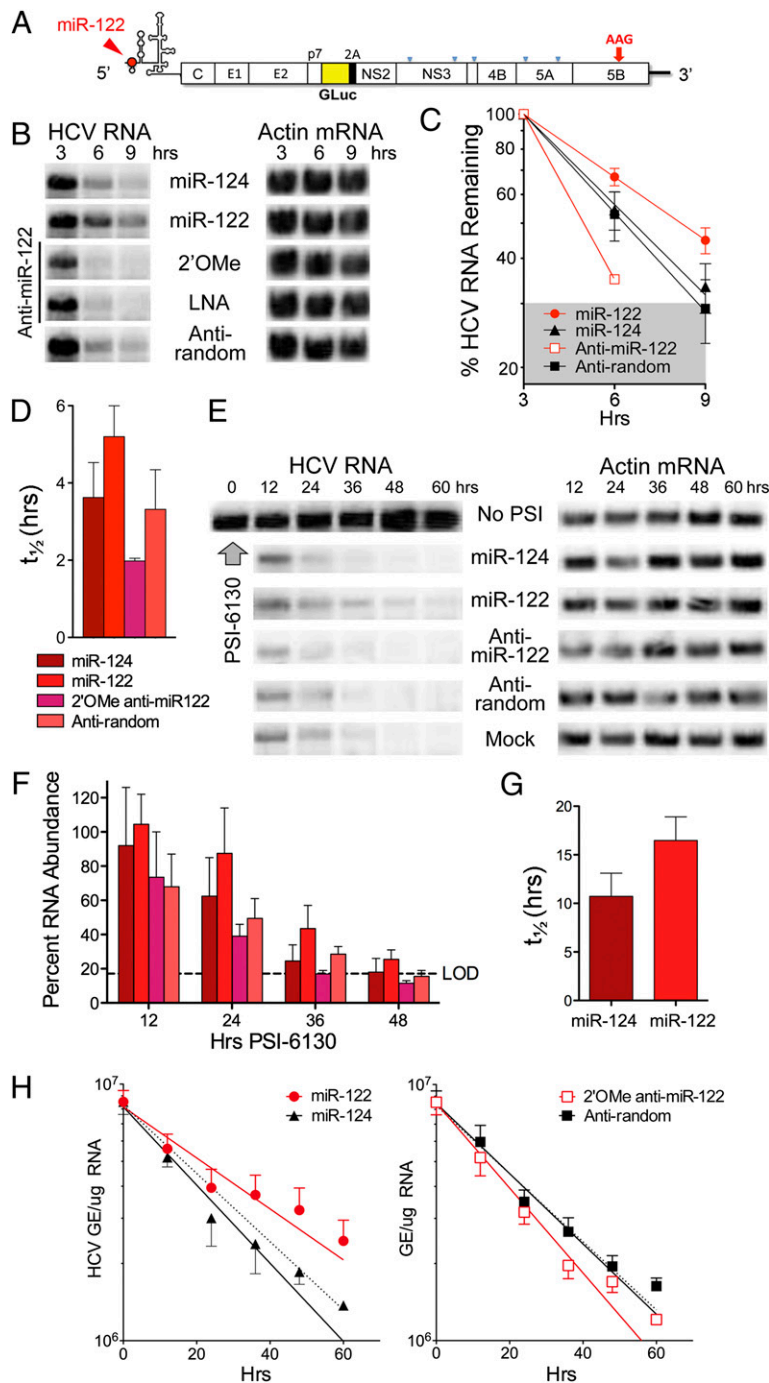 A
miR-122
5’
p7
2A
AAG
C
E1
E2
NS2
NS3
4B
5A
5B
3’
GLuc
B
HCV RNA
Actin mRNA
3 6 9 hrs
3 6 9
miR-124
miR-122
Anti-miR-122
2'OMe
LNA
Anti-random
C
% HCV RNA Remaining
100
80
60
40
20
miR-122
miR-124
Anti-miR-122
Anti-random
3 6 9
Hrs
D
t½ (hrs)
6
4
2
0
miR-124
miR-122
2'OMe anti-miR122
Anti-random
E
HCV RNA
Actin mRNA
0 12 24 36 48 60 hrs
12 24 36 48 60 hrs
No PSI
PSI-6130
miR-124
miR-122
Anti-miR-122
Anti-random
Mock
F
Percent RNA Abundance
120
100
80
60
40
20
0
LOD
12 24 36 48
Hrs PSI-6130
G
t½ (hrs)
20
15
10
5
0
miR-124 miR-122
H
HCV GE/ug RNA
10⁷
10⁶
miR-122
miR-124
0 20 40 60 80
Hrs
GE/ug RNA
10⁷
10⁶
2'OMe anti-miR-122
Anti-random
0 20 40 60 80
Hrs